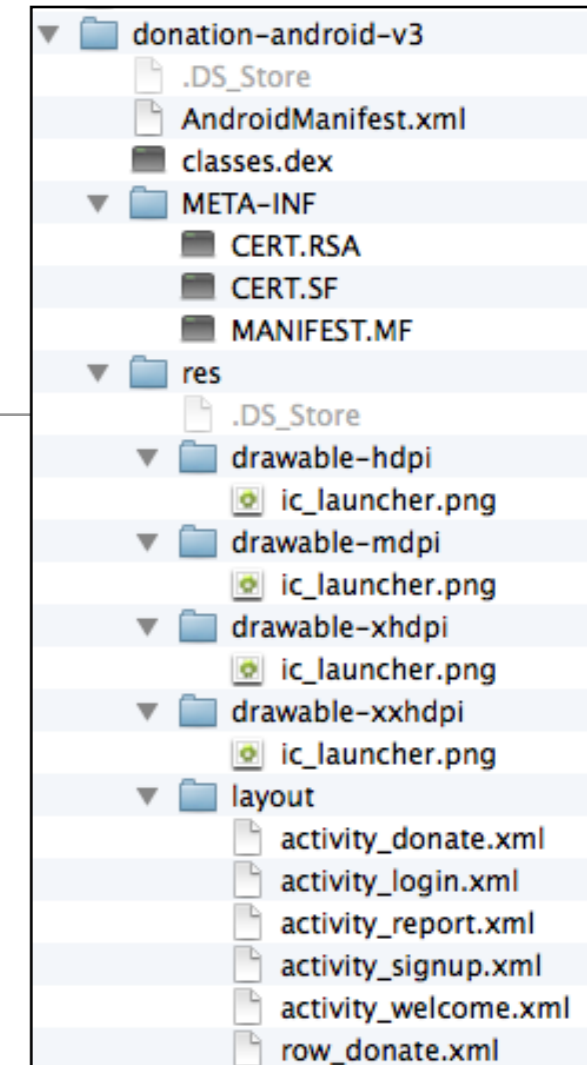 donation-android-v3
.DS_Store
AndroidManifest.xml
classes.dex
META-INF
CERT.RSA
CERT.SF
MANIFEST.MF
res
.DS_Store
drawable-hdpi
ic_launcher.png
drawable-mdpi
ic_launcher.png
drawable-xhdpi
ic_launcher.png
drawable-xxhdpi
ic_launcher.png
layout
activity_donate.xml
activity_login.xml
activity_report.xml
activity_signup.xml
activity_welcome.xml
row_donate.xml